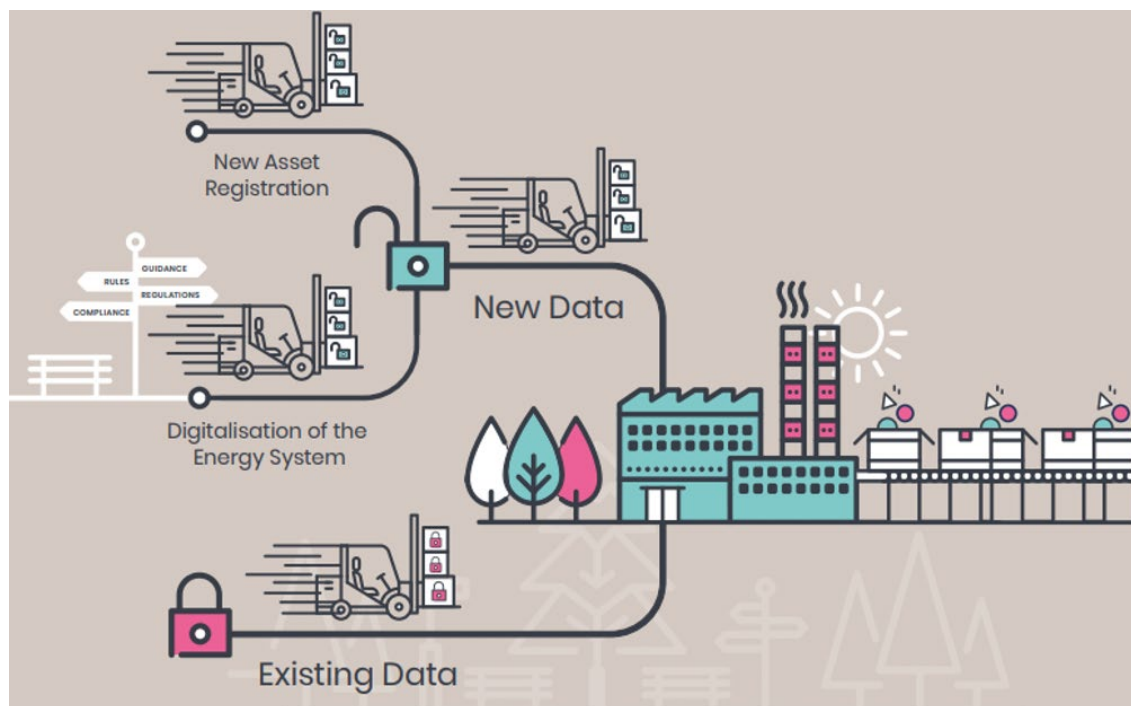 New Asset
Registration
GUIDANCE
RULES
REGULATIONS
COMPLIANCE
New Data
Digitalisation of the
Energy System
Existing Data